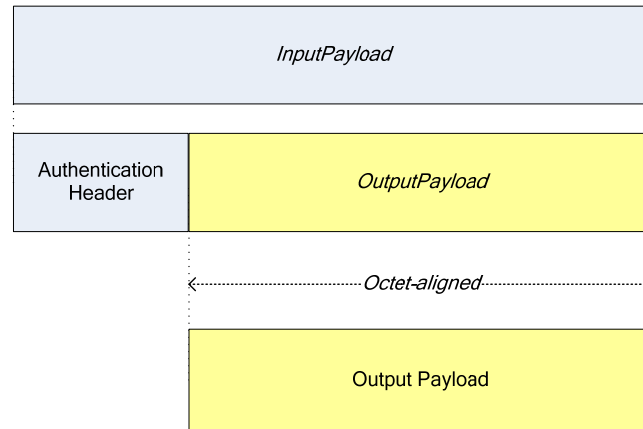 InputPayload
Authentication
Header
OutputPayload
Octet-aligned
Output Payload